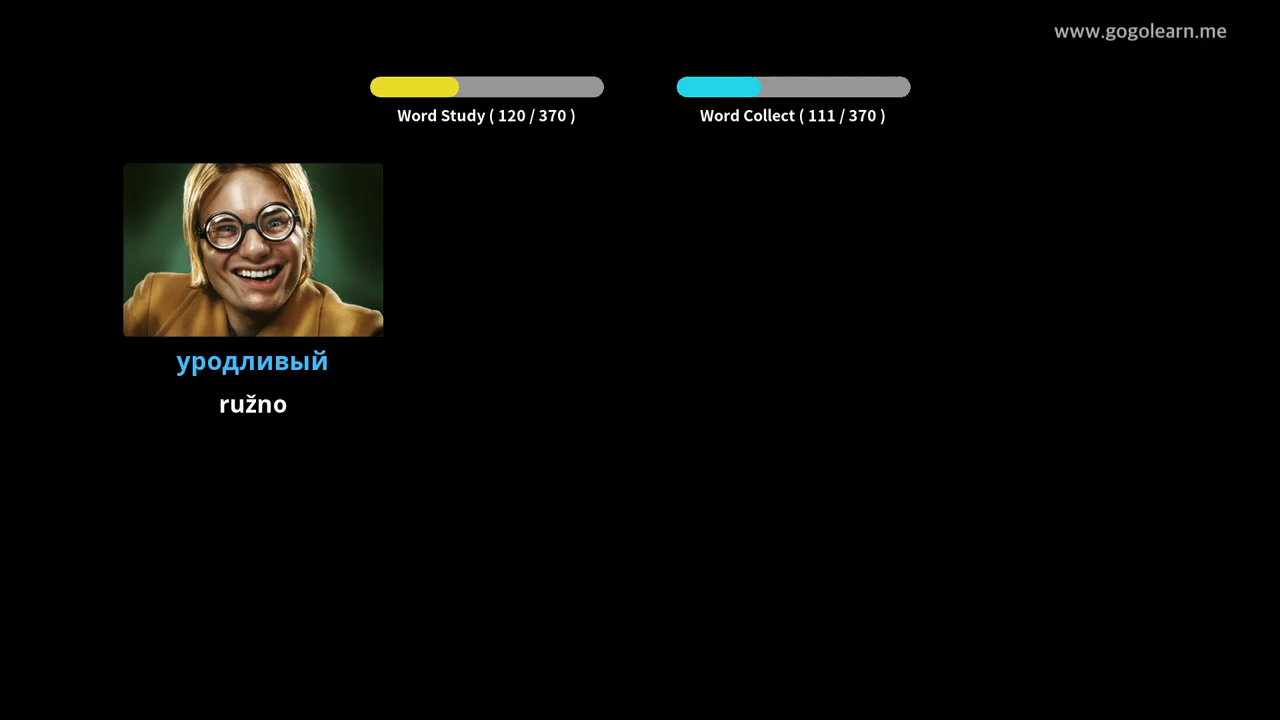 www.gogolearn.me
Word Study ( 120 / 370 )
Word Collect ( 111 / 370 )
уродливый
ružno